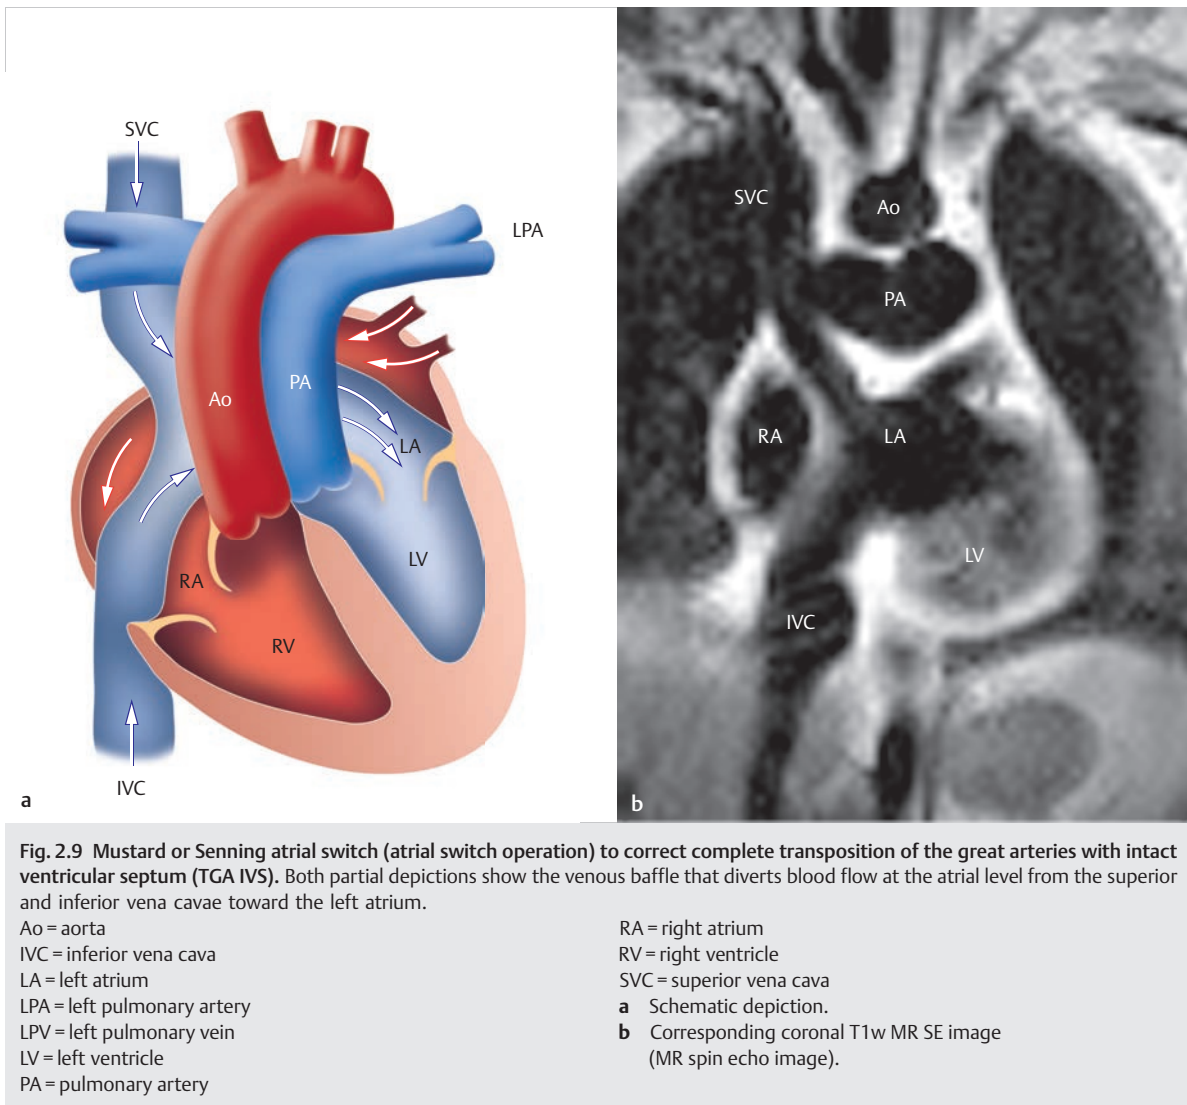 SVC
LPA
PA
Ao
LA
LV
RA
RV
IVC
a
SVC
Ao
PA
RA
LA
LV
IVC
b
Fig. 2.9 Mustard or Senning atrial switch (atrial switch operation) to correct complete transposition of the great arteries with intact
ventricular septum (TGA IVS). Both partial depictions show the venous baffle that diverts blood flow at the atrial level from the superior
and inferior vena cavae toward the left atrium.
Ao = aorta
IVC = inferior vena cava
LA = left atrium
LPA = left pulmonary artery
LPV = left pulmonary vein
LV = left ventricle
PA = pulmonary artery
RA = right atrium
RV = right ventricle
SVC = superior vena cava
a Schematic depiction.
b Corresponding coronal T1w MR SE image
(MR spin echo image).